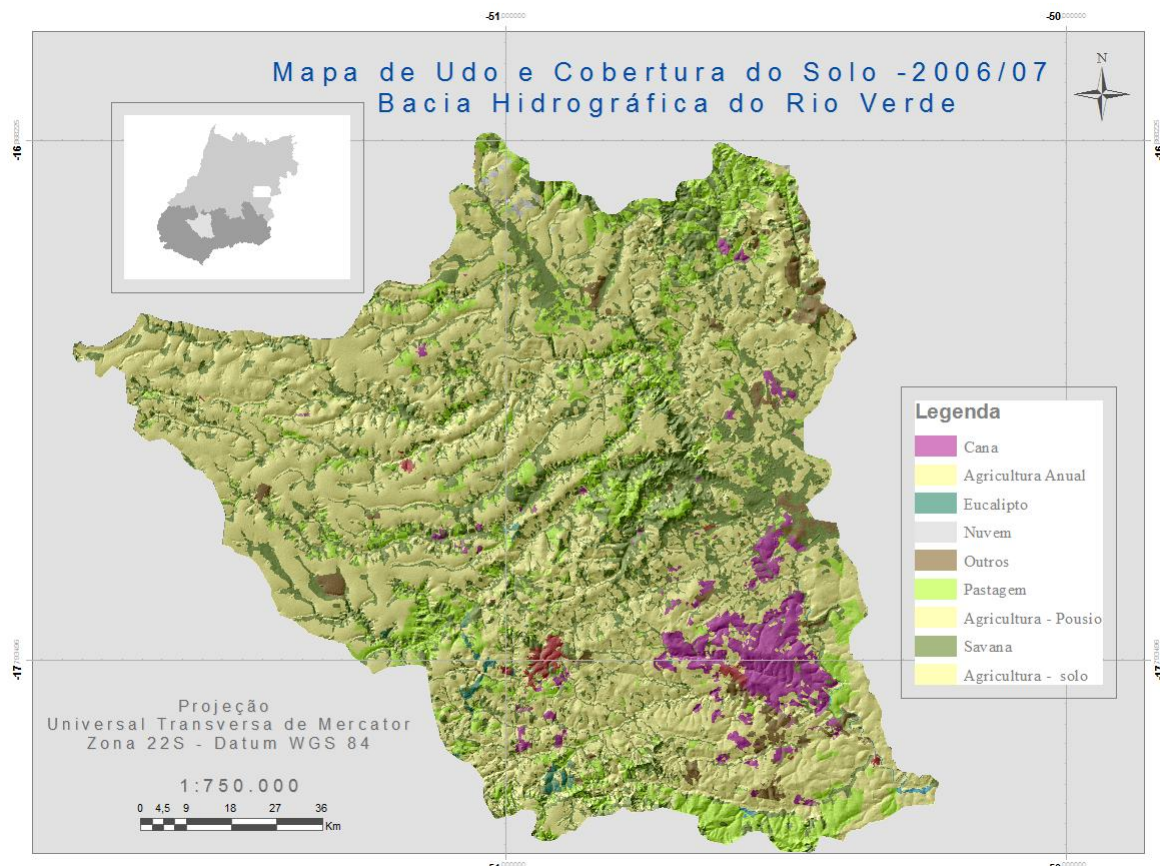 -51
-50
Mapa de Udo e Cobertura do Solo -2006/07
Bacia Hidrográfica do Rio Verde
N
-16
-16
Legenda
Cana
Agricultura Anual
Eucalipto
Nuvem
Outros
Pastagem
Agricultura - Pousio
Savana
Agricultura - solo
-17
-17
Projeção
Universal Transversa de Mercator
Zona 22S - Datum WGS 84
1:750.000
0 4,5 9 18 27 36
Km
-51
-50